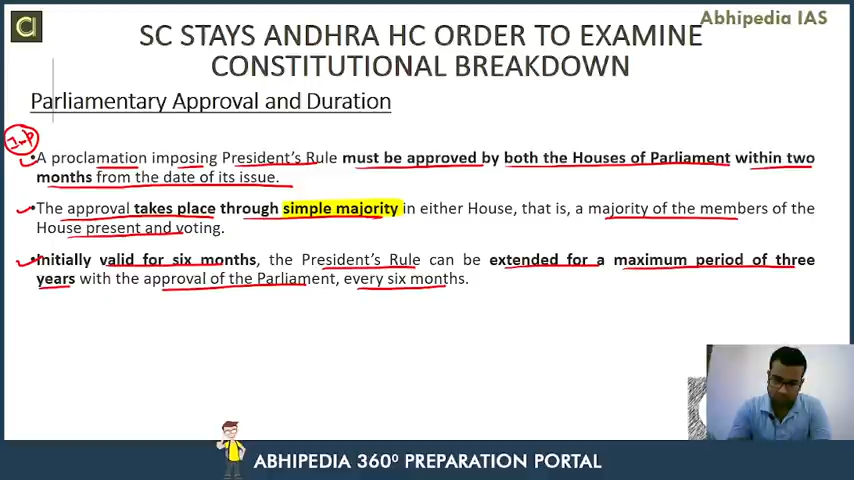 Abhipedia IAS
SC STAYS ANDHRA HC ORDER TO EXAMINE
CONSTITUTIONAL BREAKDOWN
Parliamentary Approval and Duration
Imp
•A proclamation imposing President's Rule must be approved by both the Houses of Parliament within two
months from the date of its issue.
•The approval takes place through simple majority in either House, that is, a majority of the members of the
House present and voting.
•Initially valid for six months, the President's Rule can be extended for a maximum period of three
years with the approval of the Parliament, every six months.
ABHIPEDIA 360⁰ PREPARATION PORTAL